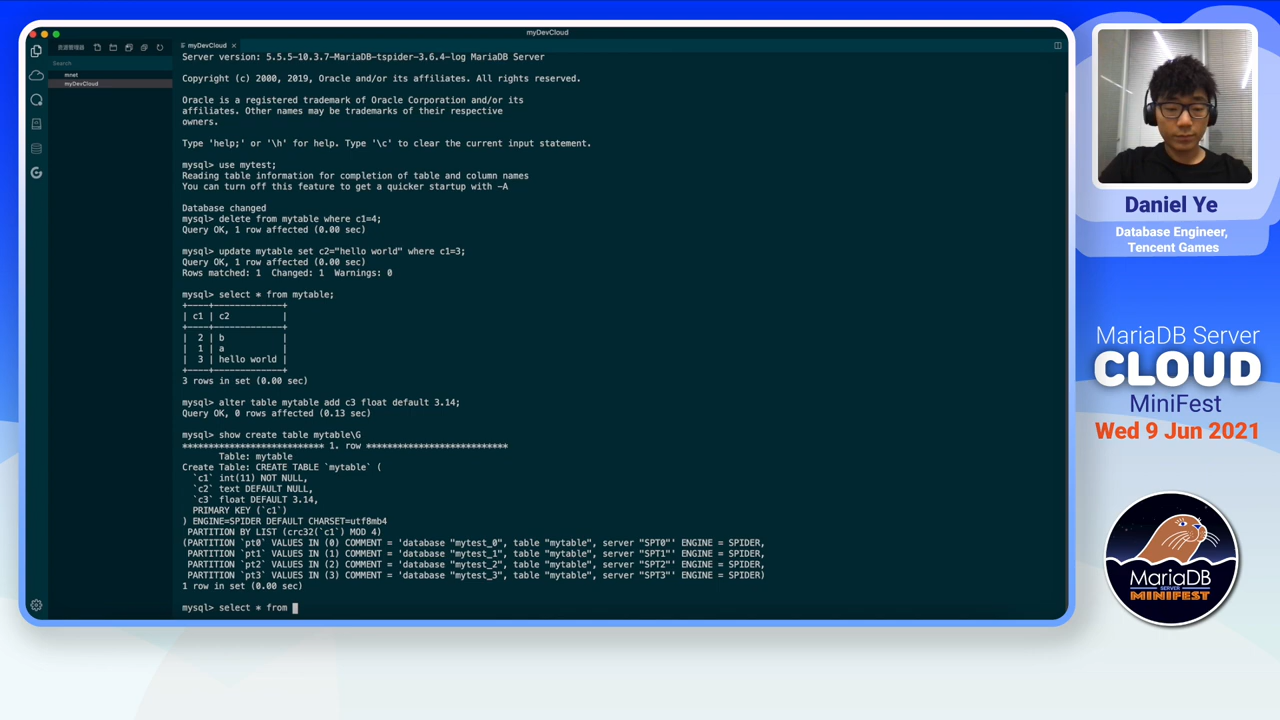 myDevCloud
资源管理器
myDevCloud ×
Search
mnet
myDevCloud
Server version: 5.5.5-10.3.7-MariaDB-tspider-3.6.4-log MariaDB Server
Copyright (c) 2000, 2019, Oracle and/or its affiliates. All rights reserved.
Oracle is a registered trademark of Oracle Corporation and/or its
affiliates. Other names may be trademarks of their respective
owners.
Type 'help;' or '\h' for help. Type '\c' to clear the current input statement.
mysql> use mytest;
Reading table information for completion of table and column names
You can turn off this feature to get a quicker startup with -A
Database changed
mysql> delete from mytable where c1=4;
Query OK, 1 row affected (0.00 sec)
mysql> update mytable set c2="hello world" where c1=3;
Query OK, 1 row affected (0.00 sec)
Rows matched: 1  Changed: 1  Warnings: 0
mysql> select * from mytable;
+----+-------------+
| c1 | c2          |
+----+-------------+
|  2 | b           |
|  1 | a           |
|  3 | hello world |
+----+-------------+
3 rows in set (0.00 sec)
mysql> alter table mytable add c3 float default 3.14;
Query OK, 0 rows affected (0.13 sec)
mysql> show create table mytable\G
*************************** 1. row ***************************
Table: mytable
Create Table: CREATE TABLE `mytable` (
`c1` int(11) NOT NULL,
`c2` text DEFAULT NULL,
`c3` float DEFAULT 3.14,
PRIMARY KEY (`c1`)
) ENGINE=SPIDER DEFAULT CHARSET=utf8mb4
PARTITION BY LIST (crc32(`c1`) MOD 4)
(PARTITION `pt0` VALUES IN (0) COMMENT = 'database "mytest_0", table "mytable", server "SPT0"' ENGINE = SPIDER,
PARTITION `pt1` VALUES IN (1) COMMENT = 'database "mytest_1", table "mytable", server "SPT1"' ENGINE = SPIDER,
PARTITION `pt2` VALUES IN (2) COMMENT = 'database "mytest_2", table "mytable", server "SPT2"' ENGINE = SPIDER,
PARTITION `pt3` VALUES IN (3) COMMENT = 'database "mytest_3", table "mytable", server "SPT3"' ENGINE = SPIDER)
1 row in set (0.00 sec)
mysql> select * from
Daniel Ye
Database Engineer,
Tencent Games
MariaDB Server
CLOUD
MiniFest
Wed 9 Jun 2021
MariaDB
SERVER
MINIFEST